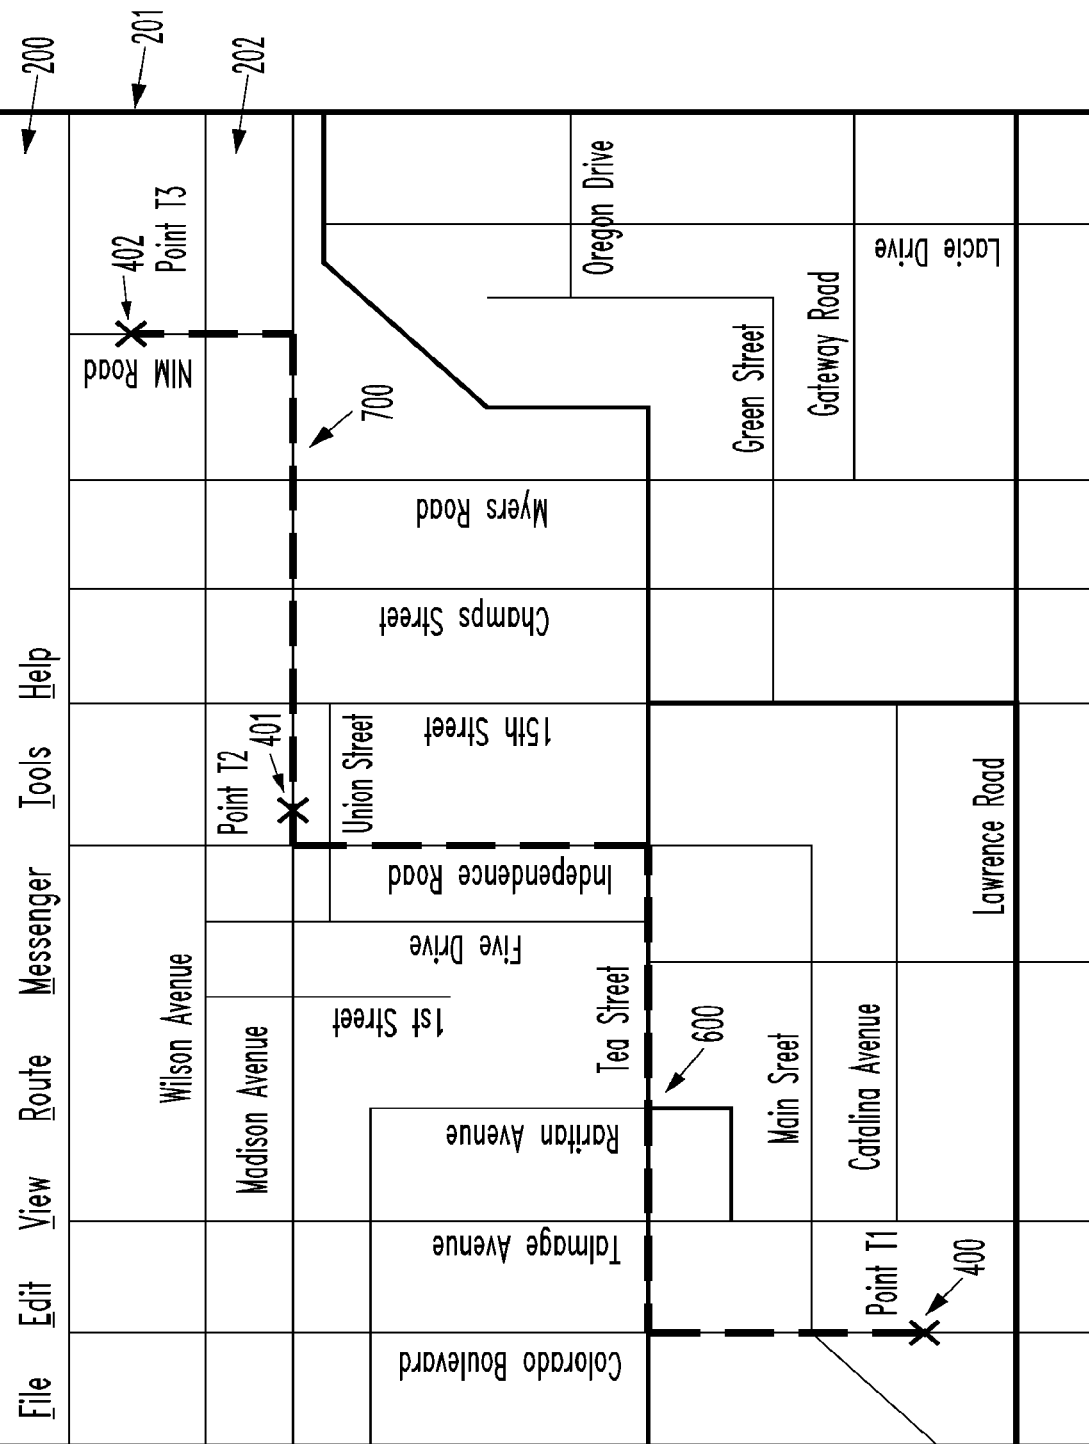 File Edit View Route Messenger Tools Help
200
201
202
Wilson Avenue
Madison Avenue
NIM Road
402
Point T3
Point T2
401
700
1st Street
Five Drive
Independence Road
Union Street
15th Street
Champs Street
Myers Road
Oregon Drive
Colorado Boulevard
Talmage Avenue
Raritan Avenue
Tea Street
600
Green Street
Gateway Road
Lacie Drive
Main Sreet
Catalina Avenue
Point T1
400
Lawrence Road